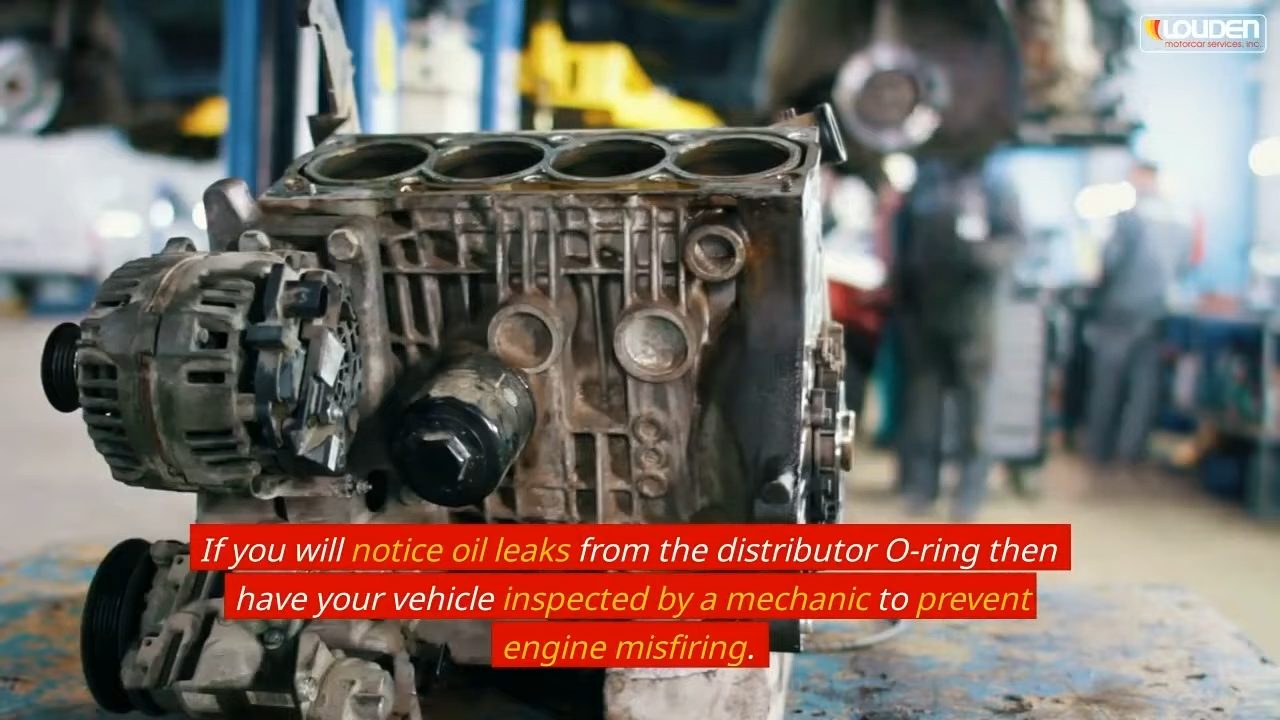 LOUDEN
motorcar services, inc.
If you will notice oil leaks from the distributor O-ring then
have your vehicle inspected by a mechanic to prevent
engine misfiring.